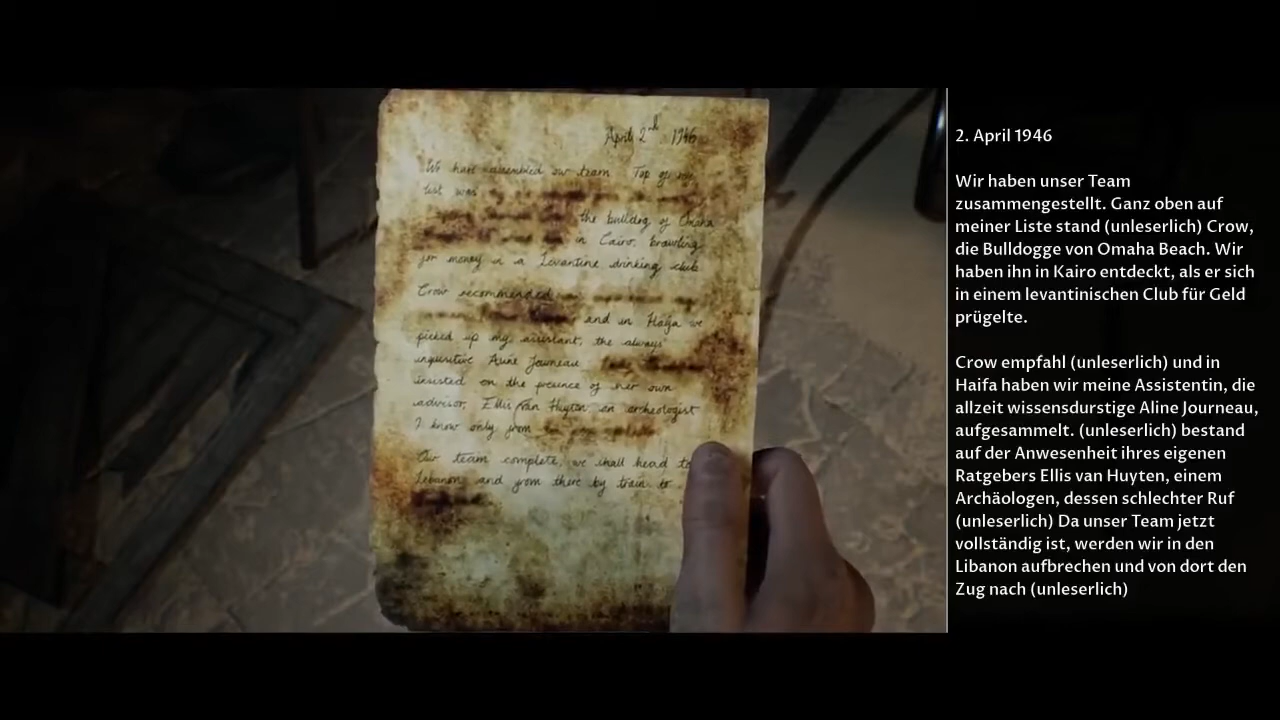 April 2nd 1946
We have assembled our team. Top of my
list was
the bulldog of Omaha
in Cairo, brawling
for money in a Levantine drinking club
Crow recommended
and in Haifa we
picked up my assistant, the always
inquisitive Aline Journeau
insisted on the presence of her own
advisor, Ellis van Huyten, an archeologist
I know only from
Our team complete, we shall head to
Lebanon and from there by train to
2. April 1946
Wir haben unser Team
zusammengestellt. Ganz oben auf
meiner Liste stand (unleserlich) Crow,
die Bulldogge von Omaha Beach. Wir
haben ihn in Kairo entdeckt, als er sich
in einem levantinischen Club für Geld
prügelte.
Crow empfahl (unleserlich) und in
Haifa haben wir meine Assistentin, die
allzeit wissensdurstige Aline Journeau,
aufgesammelt. (unleserlich) bestand
auf der Anwesenheit ihres eigenen
Ratgebers Ellis van Huyten, einem
Archäologen, dessen schlechter Ruf
(unleserlich) Da unser Team jetzt
vollständig ist, werden wir in den
Libanon aufbrechen und von dort den
Zug nach (unleserlich)